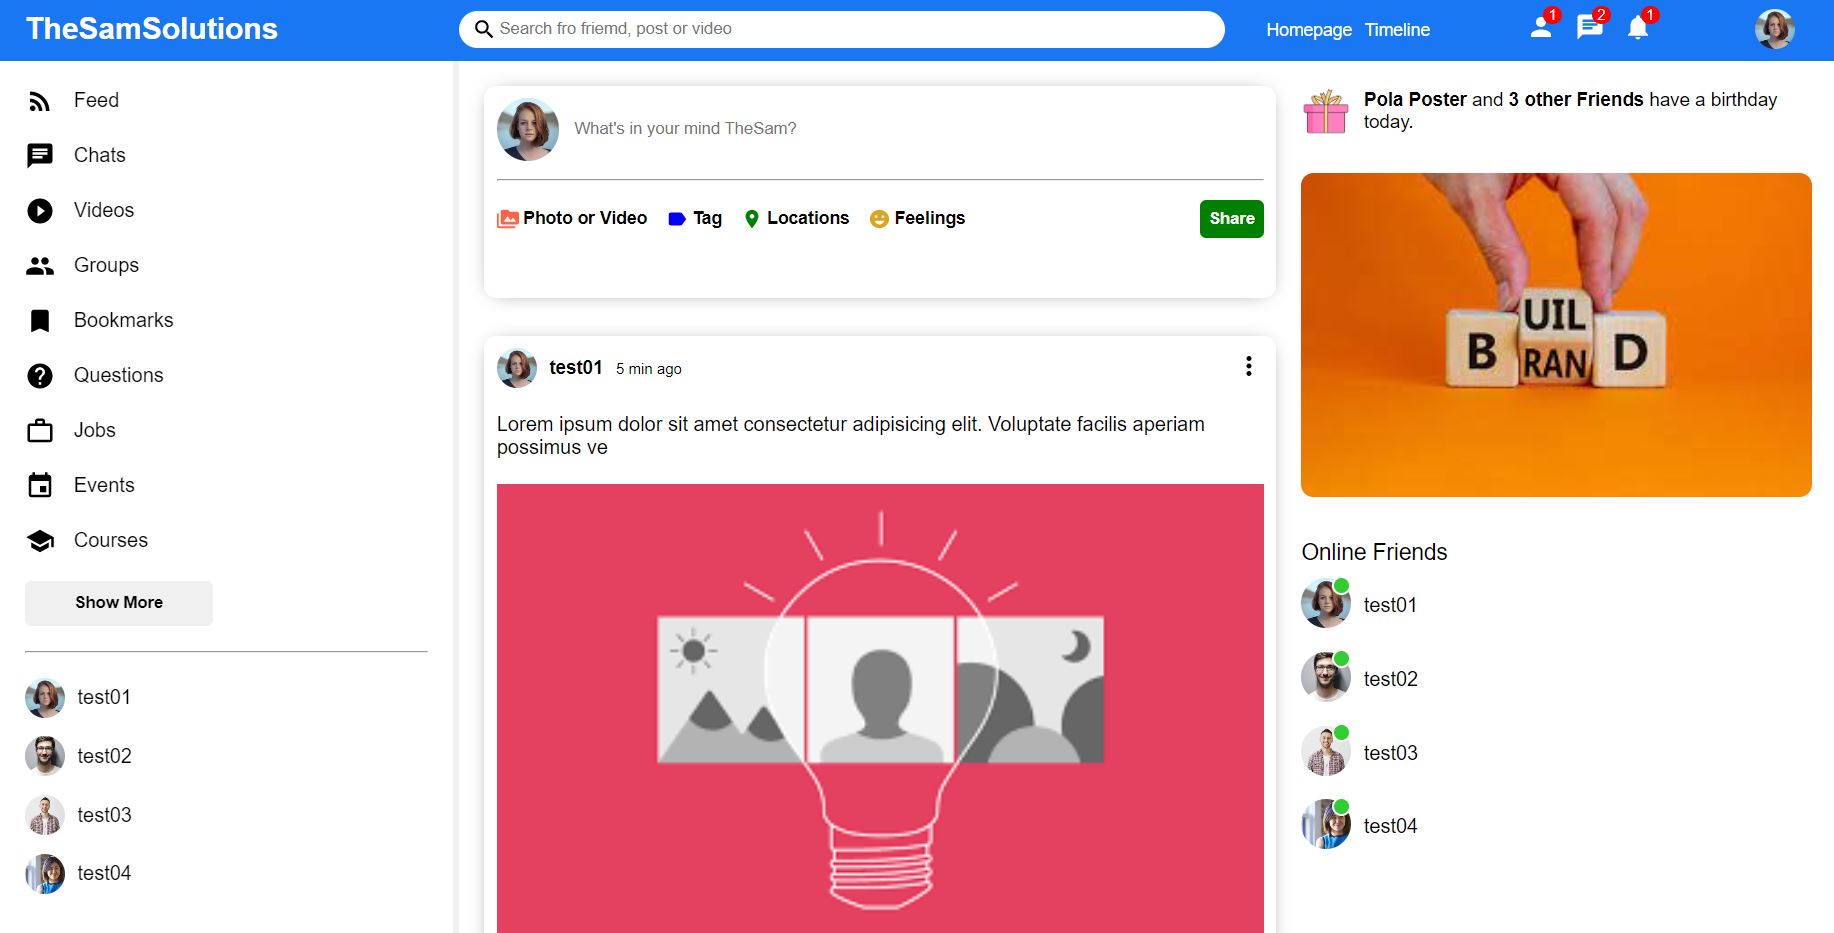 TheSamSolutions
Search fro friemd, post or video
Homepage Timeline
1
2
1
Feed
Chats
Videos
Groups
Bookmarks
Questions
Jobs
Events
Courses
Show More
test01
test02
test03
test04
What's in your mind TheSam?
Photo or Video Tag Locations Feelings Share
test01 5 min ago
Lorem ipsum dolor sit amet consectetur adipisicing elit. Voluptate facilis aperiam
possimus ve
Pola Poster and 3 other Friends have a birthday
today.
UIL
B RAN D
Online Friends
test01
test02
test03
test04